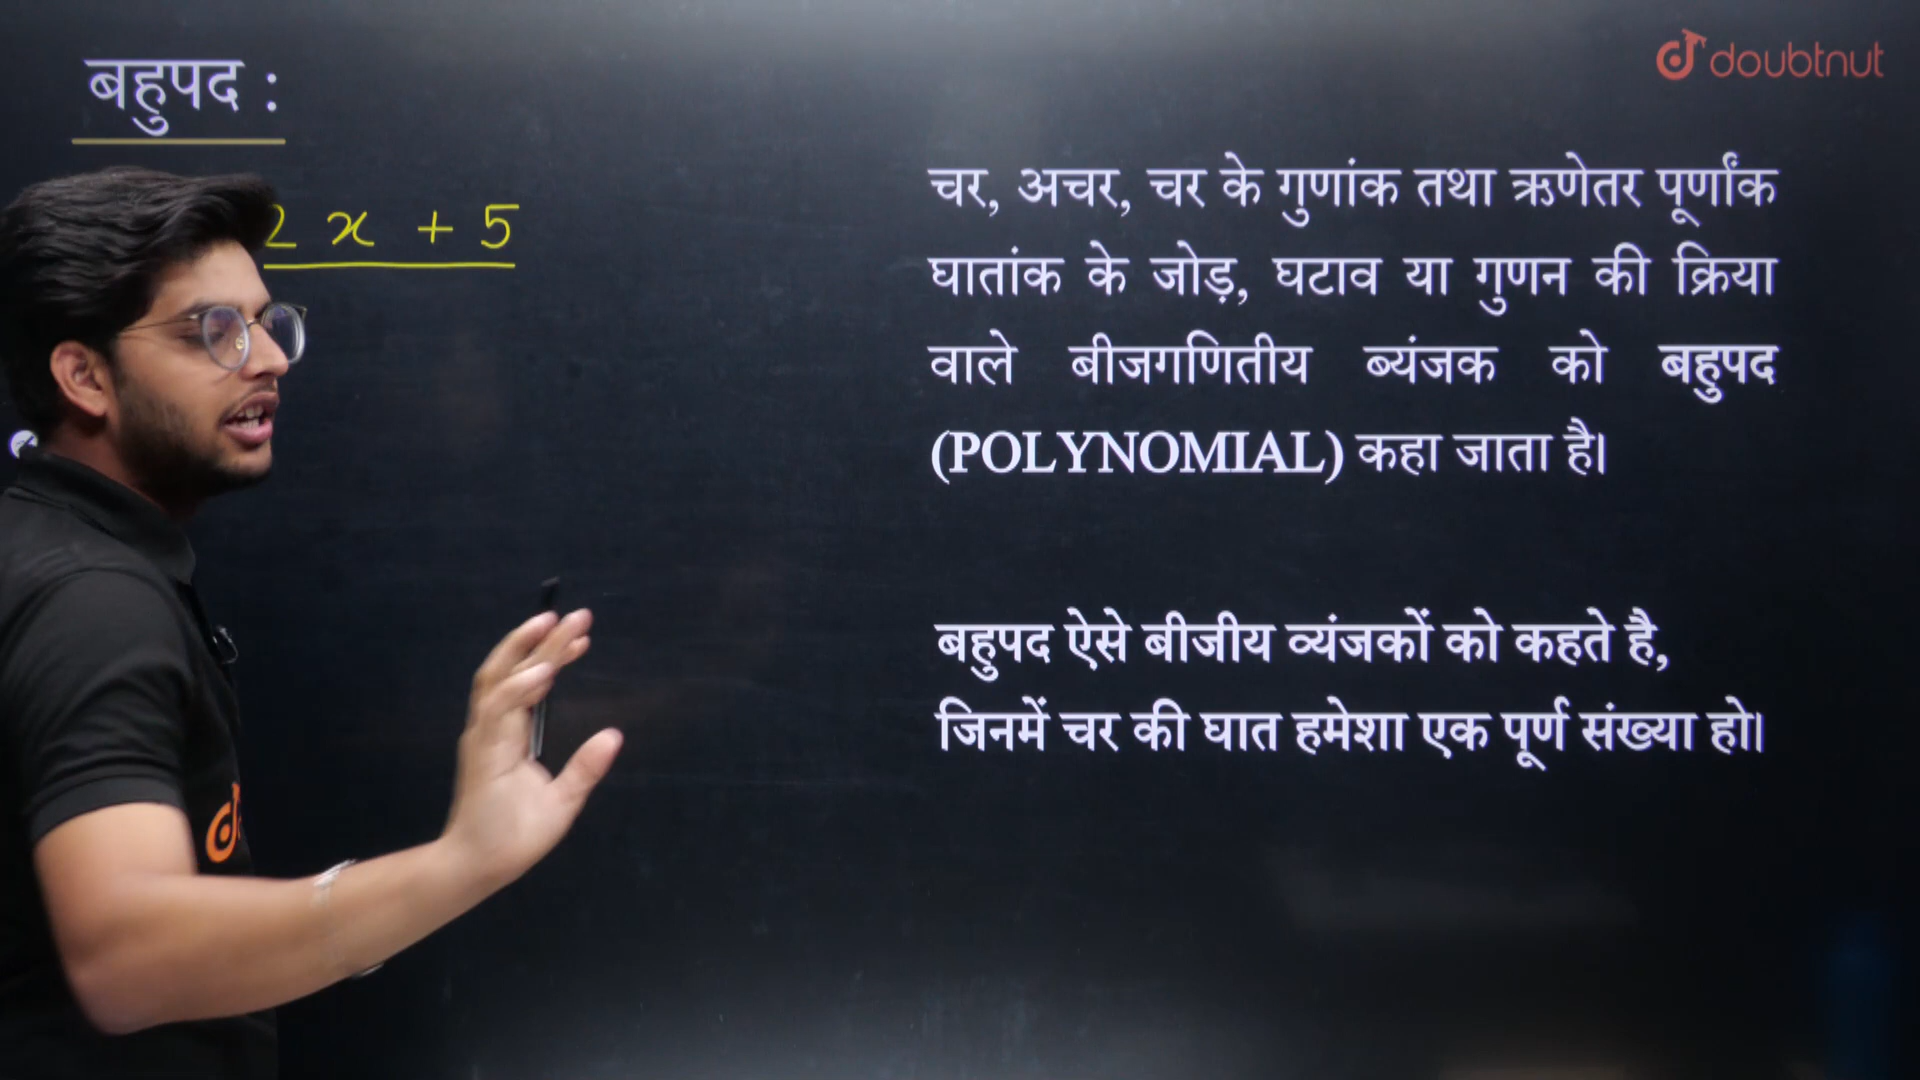 बहुपद :
doubtnut
2 x + 5
चर, अचर, चर के गुणांक तथा ऋणेतर पूर्णांक
घातांक के जोड़, घटाव या गुणन की क्रिया
वाले बीजगणितीय ब्यंजक को बहुपद
(POLYNOMIAL) कहा जाता है।
बहुपद ऐसे बीजीय व्यंजकों को कहते है,
जिनमें चर की घात हमेशा एक पूर्ण संख्या हो।